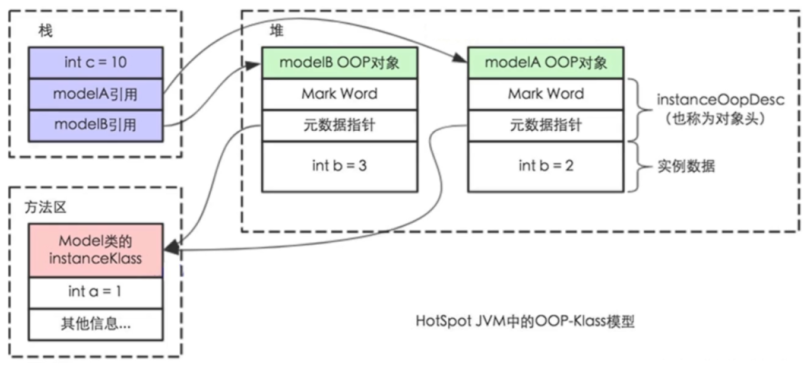 栈
int c = 10
modelA引用
modelB引用
堆
modelB OOP对象
Mark Word
元数据指针
int b = 3
modelA OOP对象
Mark Word
元数据指针
int b = 2
instanceOopDesc
（也称为对象头）
实例数据
方法区
Model类的
instanceKlass
int a = 1
其他信息...
HotSpot JVM中的OOP-Klass模型